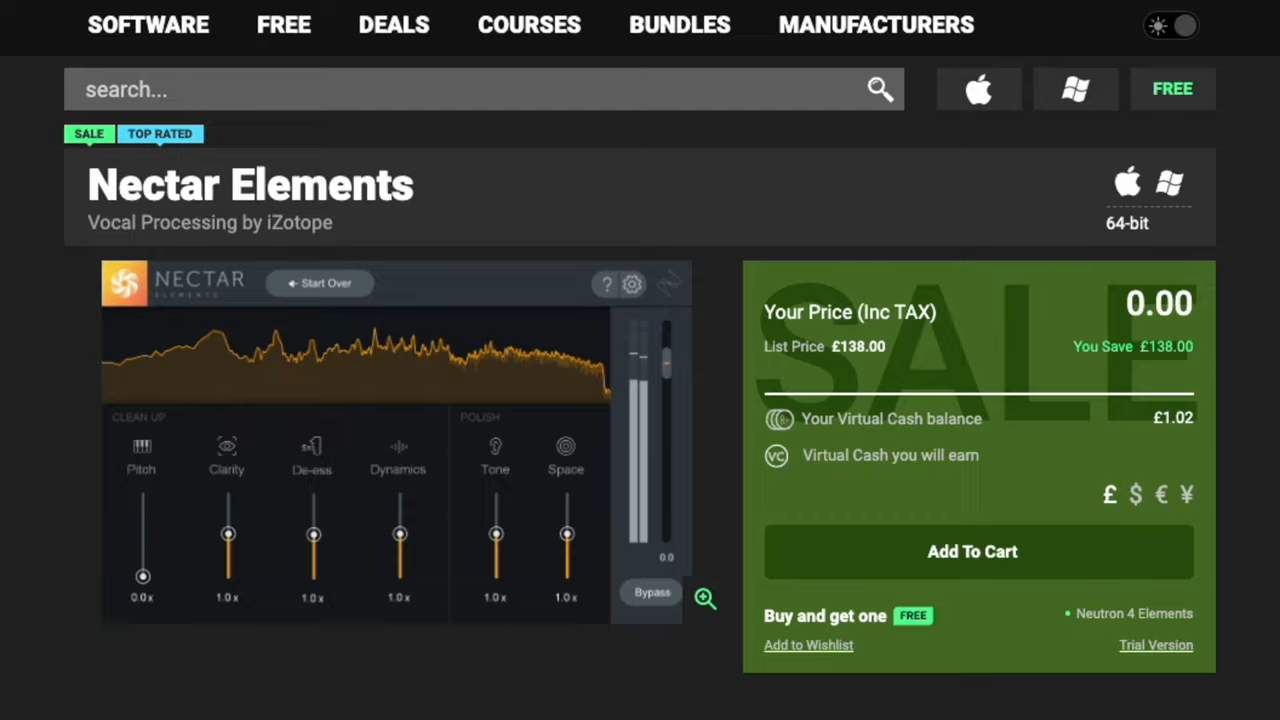 SOFTWARE FREE DEALS COURSES BUNDLES MANUFACTURERS
search...
FREE
SALE TOP RATED
Nectar Elements
Vocal Processing by iZotope
64-bit
NECTAR
ELEMENTS
Start Over
?
CLEAN UP
POLISH
Pitch Clarity De-ess Dynamics Tone Space
0.0x 1.0x 1.0x 1.0x 1.0x 1.0x
0.0
Bypass
SALE
Your Price (Inc TAX) 0.00
List Price £138.00 You Save £138.00
Your Virtual Cash balance £1.02
VC Virtual Cash you will earn
£ $ € ¥
Add To Cart
Buy and get one FREE • Neutron 4 Elements
Add to Wishlist Trial Version